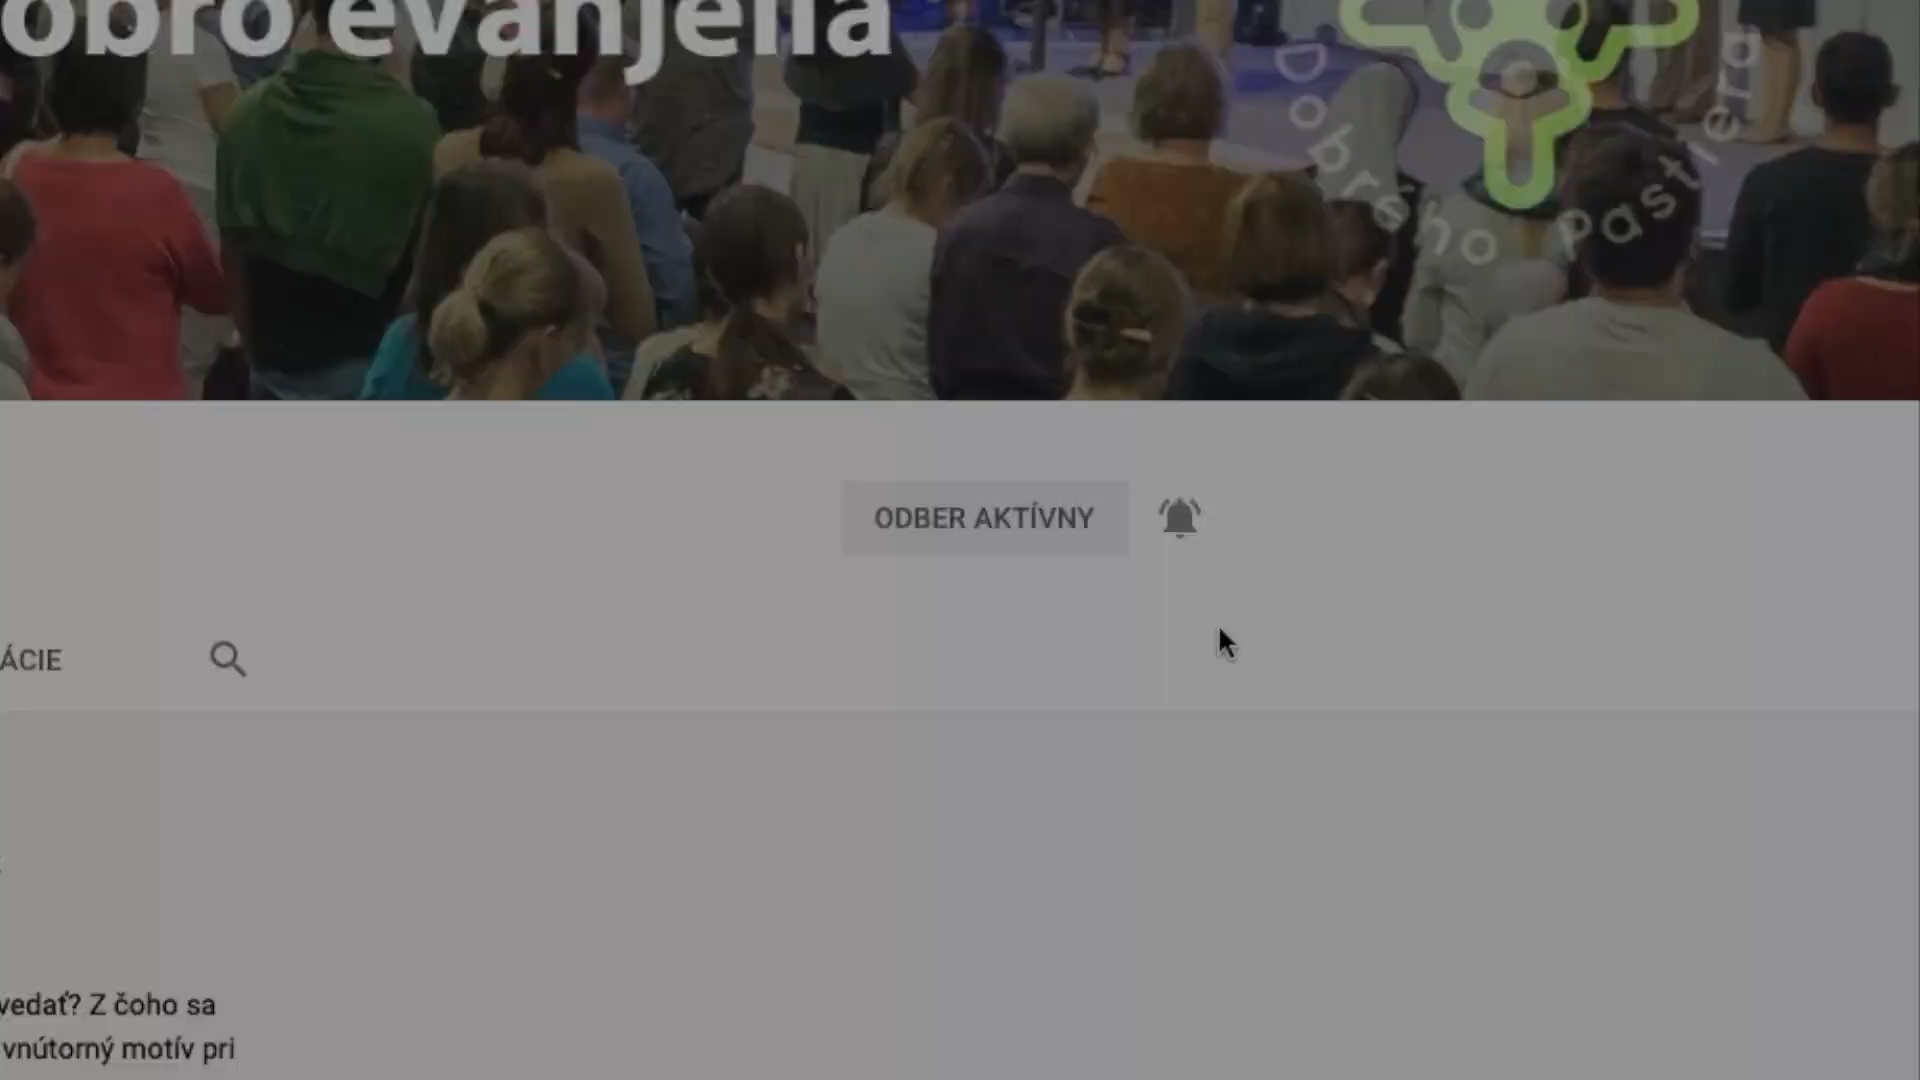 obro evanjelia
Dobrého Pastiera
ODBER AKTÍVNY
ÁCIE
vedať? Z čoho sa
vnútorný motív pri